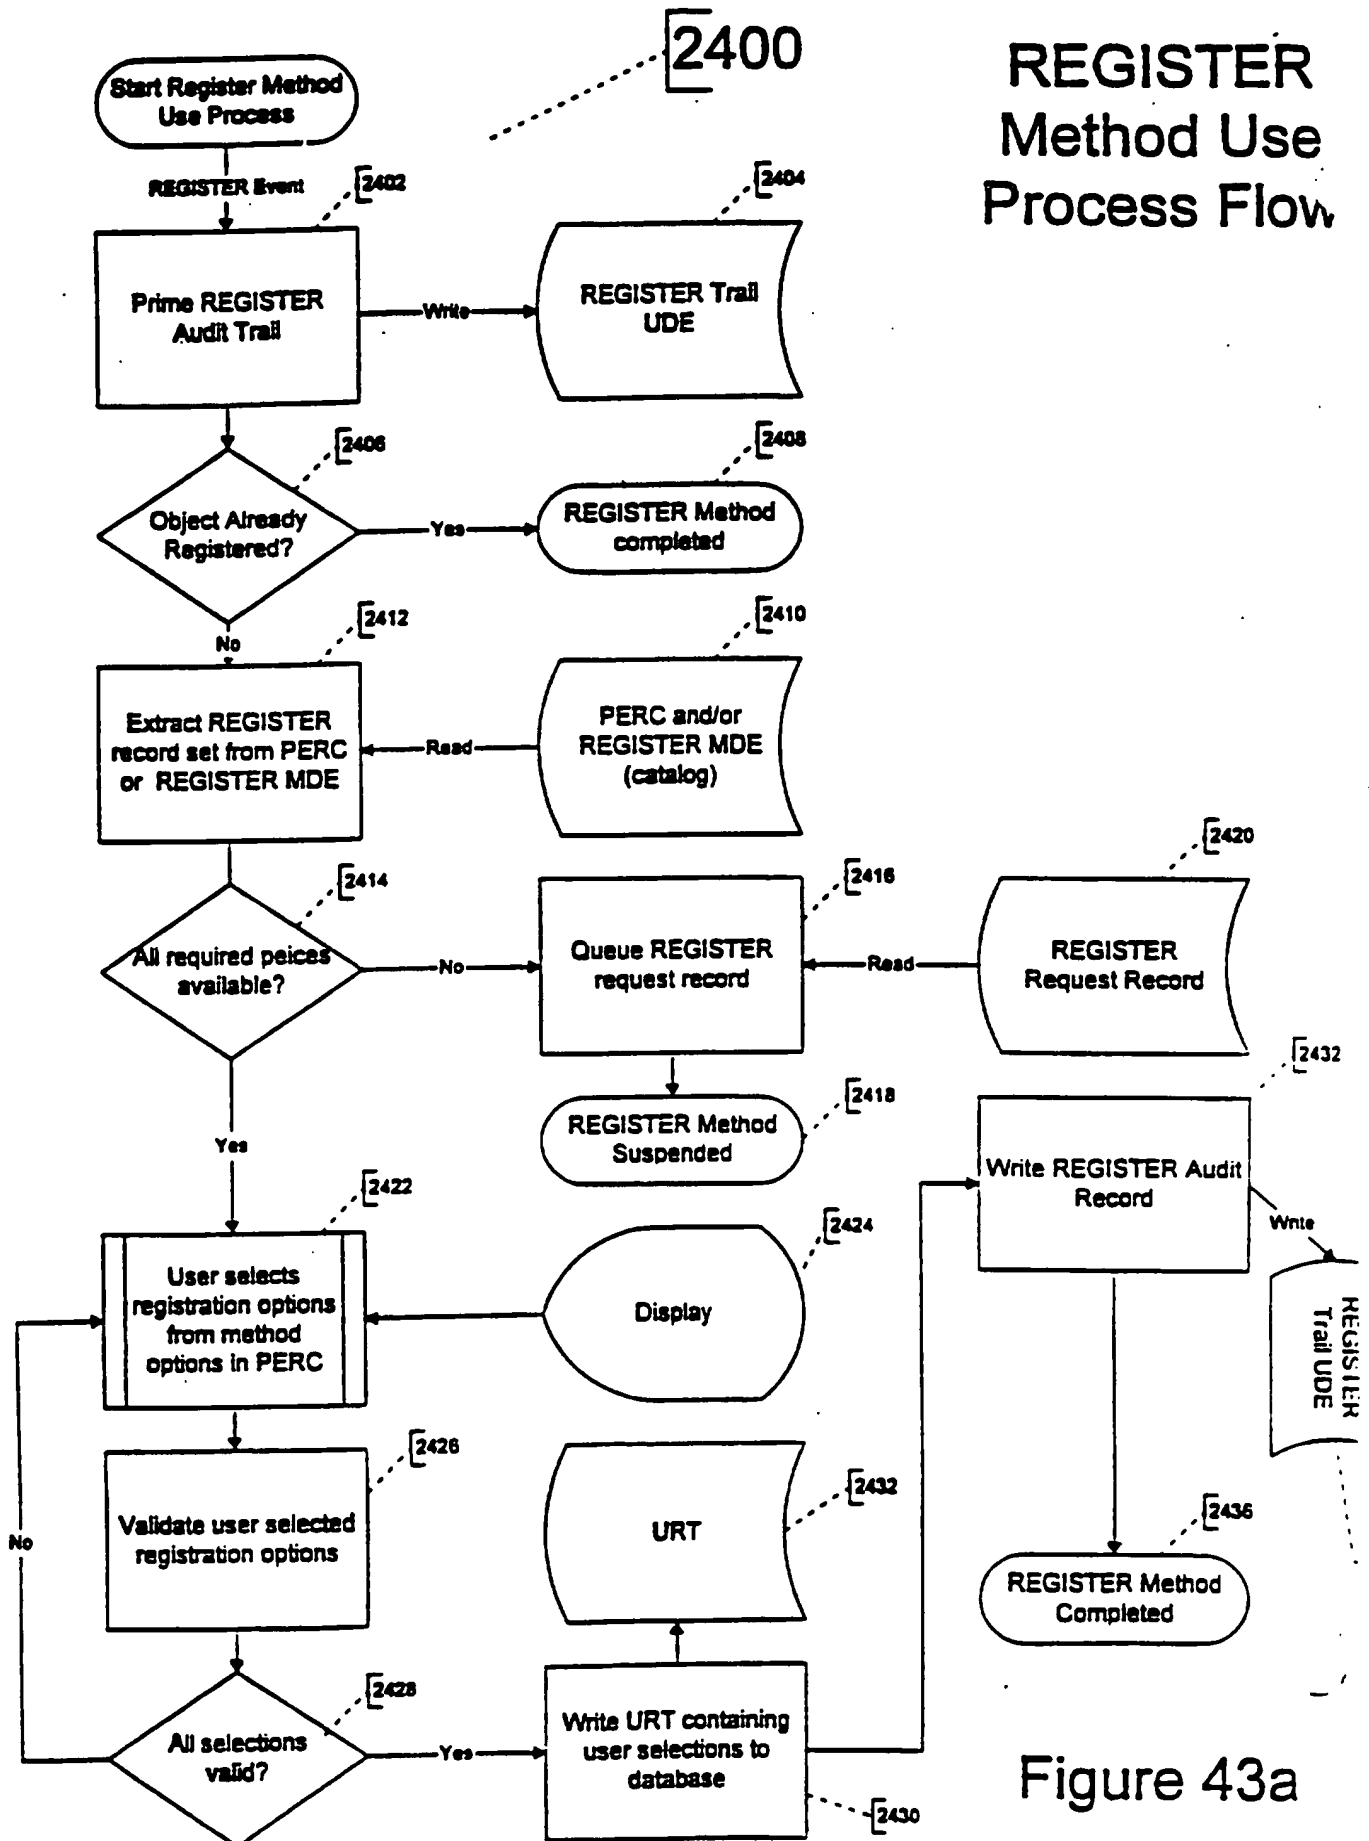 2400
REGISTER
Method Use
Process Flow
Start Register Method
Use Process
REGISTER Event
2402
2404
Prime REGISTER
Audit Trail
Write
REGISTER Trail
UDE
2406
2408
Object Already
Registered?
Yes
REGISTER Method
completed
No
2412
2410
Extract REGISTER
record set from PERC
or REGISTER MDE
Read
PERC and/or
REGISTER MDE
(catalog)
2414
2416
2420
All required peices
available?
No
Queue REGISTER
request record
Read
REGISTER
Request Record
Yes
2418
REGISTER Method
Suspended
2432
Write REGISTER Audit
Record
Write
REGISTER
Trail UDE
2422
2424
User selects
registration options
from method
options in PERC
Display
2426
2432
Validate user selected
registration options
URT
No
2436
REGISTER Method
Completed
2428
All selections
valid?
Yes
Write URT containing
user selections to
database
2430
Figure 43a